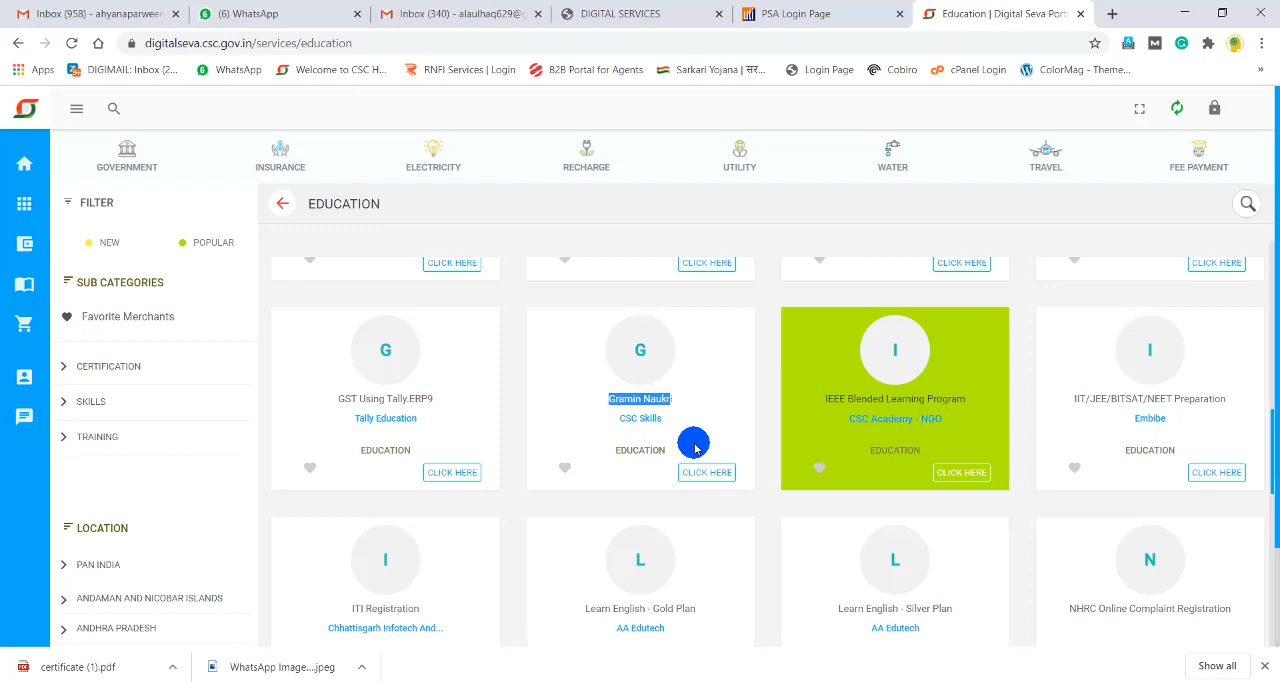 Inbox (958) - ahyanaparween
(6) WhatsApp
Inbox (340) - alaulhaq629@g
DIGITAL SERVICES
PSA Login Page
Education | Digital Seva Porta
digitalseva.csc.gov.in/services/education
Apps
DIGIMAIL: Inbox (2...
WhatsApp
Welcome to CSC H...
RNFI Services | Login
B2B Portal for Agents
Sarkari Yojana | सर...
Login Page
Cobiro
cPanel Login
ColorMag - Theme...
»
GOVERNMENT
INSURANCE
ELECTRICITY
RECHARGE
UTILITY
WATER
TRAVEL
FEE PAYMENT
FILTER
NEW
POPULAR
SUB CATEGORIES
Favorite Merchants
CERTIFICATION
SKILLS
TRAINING
LOCATION
PAN INDIA
ANDAMAN AND NICOBAR ISLANDS
ANDHRA PRADESH
EDUCATION
CLICK HERE
CLICK HERE
CLICK HERE
CLICK HERE
G
GST Using Tally.ERP9
Tally Education
EDUCATION
CLICK HERE
G
Gramin Naukri
CSC Skills
EDUCATION
CLICK HERE
I
IEEE Blended Learning Program
CSC Academy - NGO
EDUCATION
CLICK HERE
I
IIT/JEE/BITSAT/NEET Preparation
Embibe
EDUCATION
CLICK HERE
I
ITI Registration
Chhattisgarh Infotech And...
L
Learn English - Gold Plan
AA Edutech
L
Learn English - Silver Plan
AA Edutech
N
NHRC Online Complaint Registration
certificate (1).pdf
WhatsApp Image....jpeg
Show all